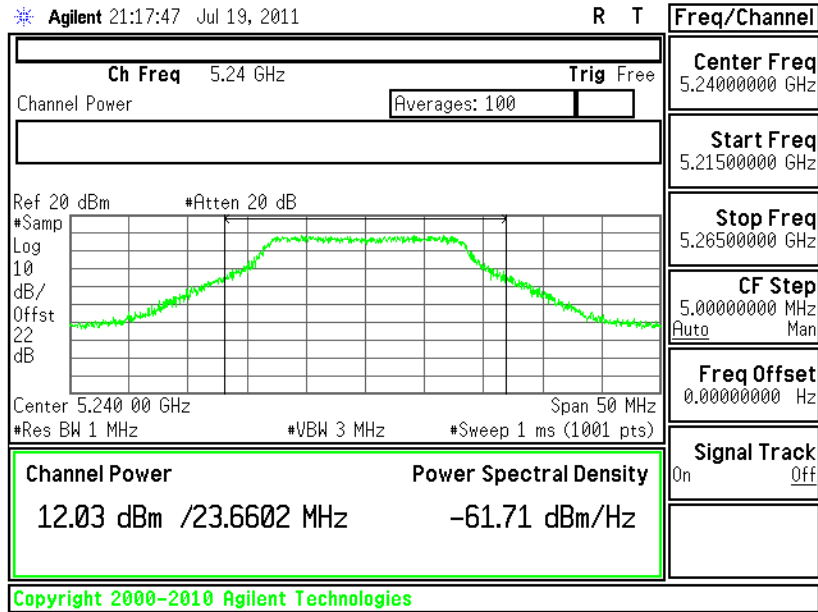 Agilent 21:17:47 Jul 19, 2011 R T
Freq/Channel
Ch Freq 5.24 GHz Trig Free
Channel Power Averages: 100
Ref 20 dBm #Atten 20 dB
#Samp
Log
10
dB/
Offst
22
dB
Center 5.240 00 GHz Span 50 MHz
#Res BW 1 MHz #VBW 3 MHz #Sweep 1 ms (1001 pts)
Channel Power Power Spectral Density
12.03 dBm /23.6602 MHz -61.71 dBm/Hz
Center Freq
5.24000000 GHz
Start Freq
5.21500000 GHz
Stop Freq
5.26500000 GHz
CF Step
5.00000000 MHz
Auto Man
Freq Offset
0.00000000 Hz
Signal Track
On Off
Copyright 2000-2010 Agilent Technologies